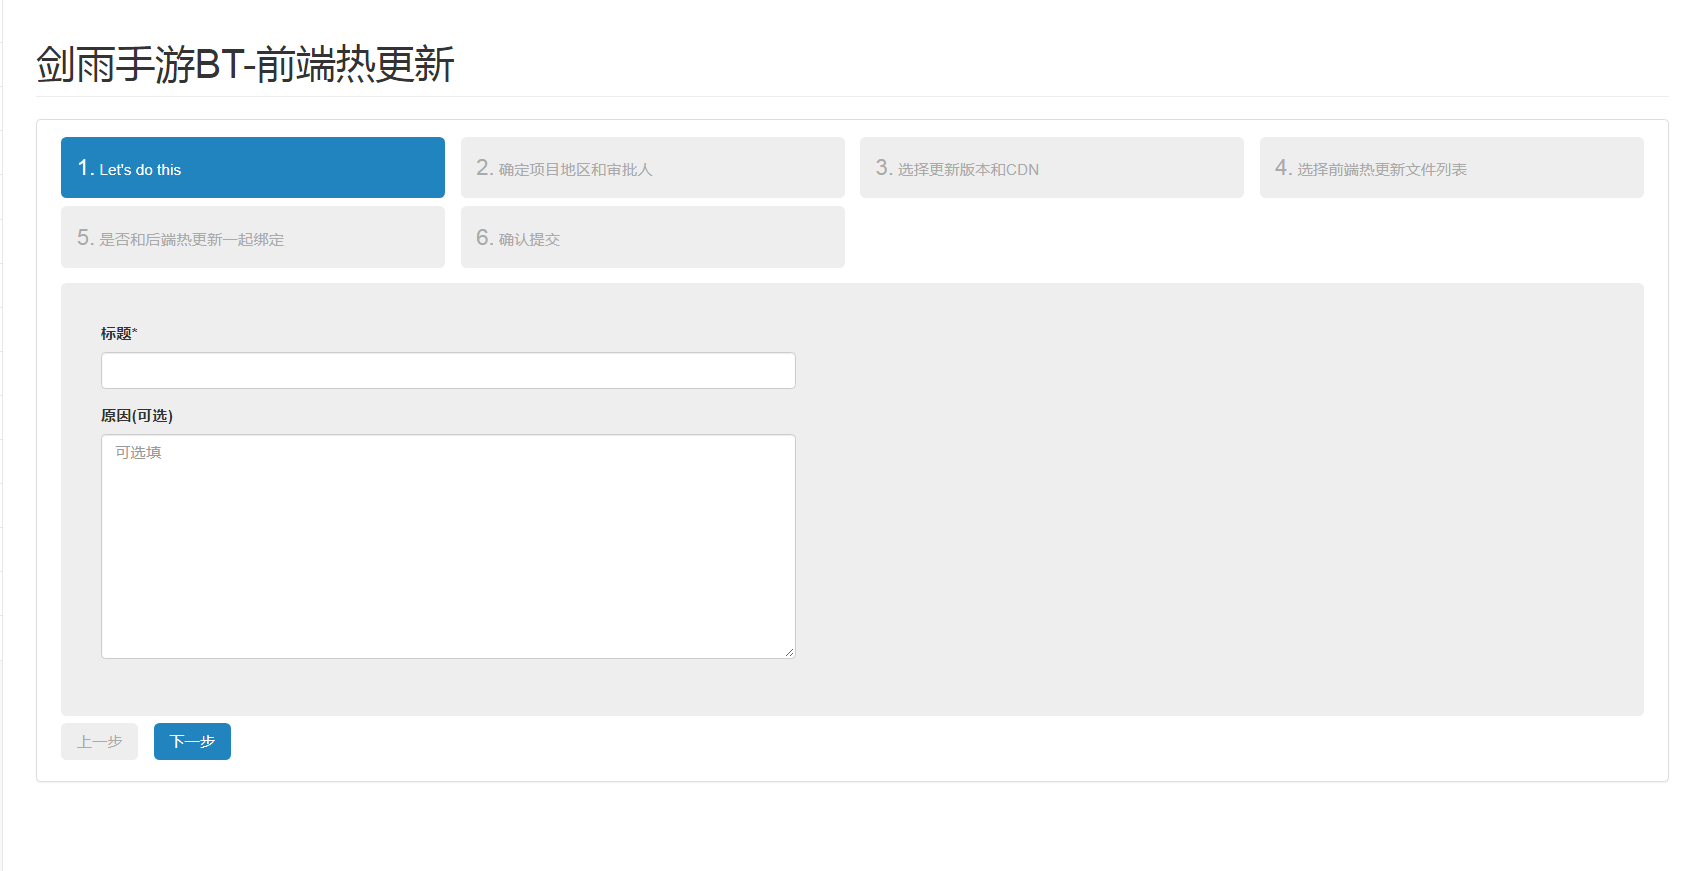 剑雨手游BT-前端热更新
1. Let's do this
2. 确定项目地区和审批人
3. 选择更新版本和CDN
4. 选择前端热更新文件列表
5. 是否和后端热更新一起绑定
6. 确认提交
标题*
原因(可选)
可选填
上一步
下一步